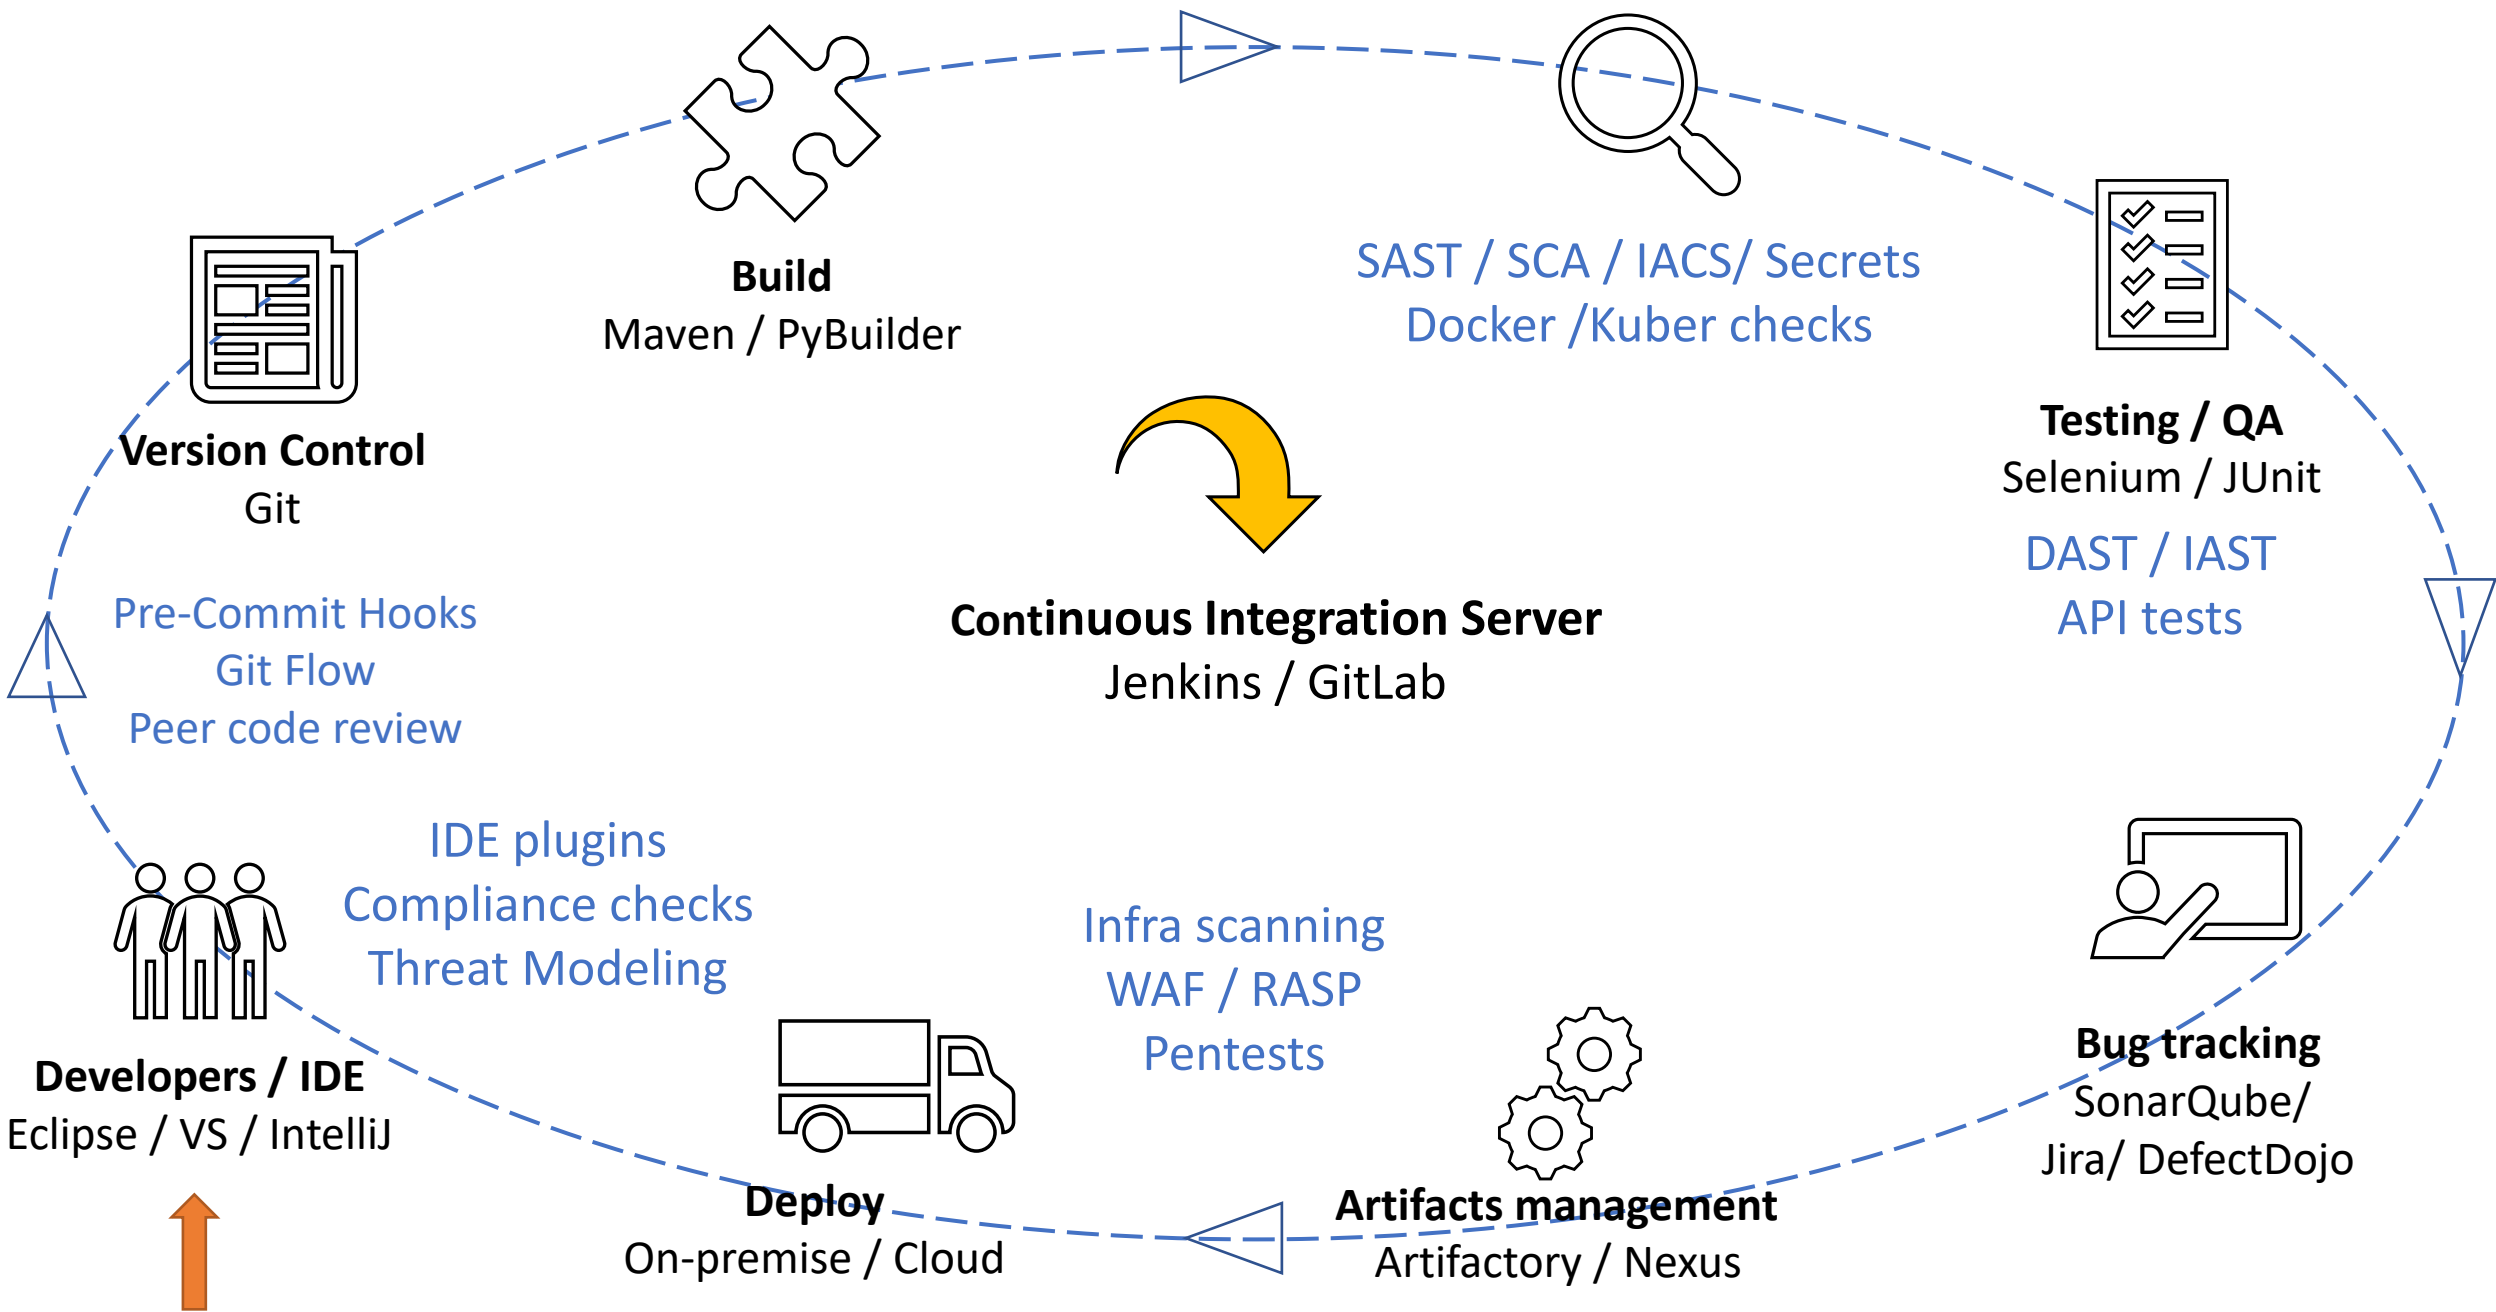 Build
Maven / PyBuilder
SAST / SCA / IACS/ Secrets
Docker /Kuber checks
Version Control
Git
Testing / QA
Selenium / JUnit
DAST / IAST
API tests
Pre-Commit Hooks
Git Flow
Peer code review
Continuous Integration Server
Jenkins / GitLab
IDE plugins
Compliance checks
Threat Modeling
Infra scanning
WAF / RASP
Pentests
Developers / IDE
Eclipse / VS / IntelliJ
Deploy
On-premise / Cloud
Artifacts management
Artifactory / Nexus
Bug tracking
SonarQube/
Jira/ DefectDojo